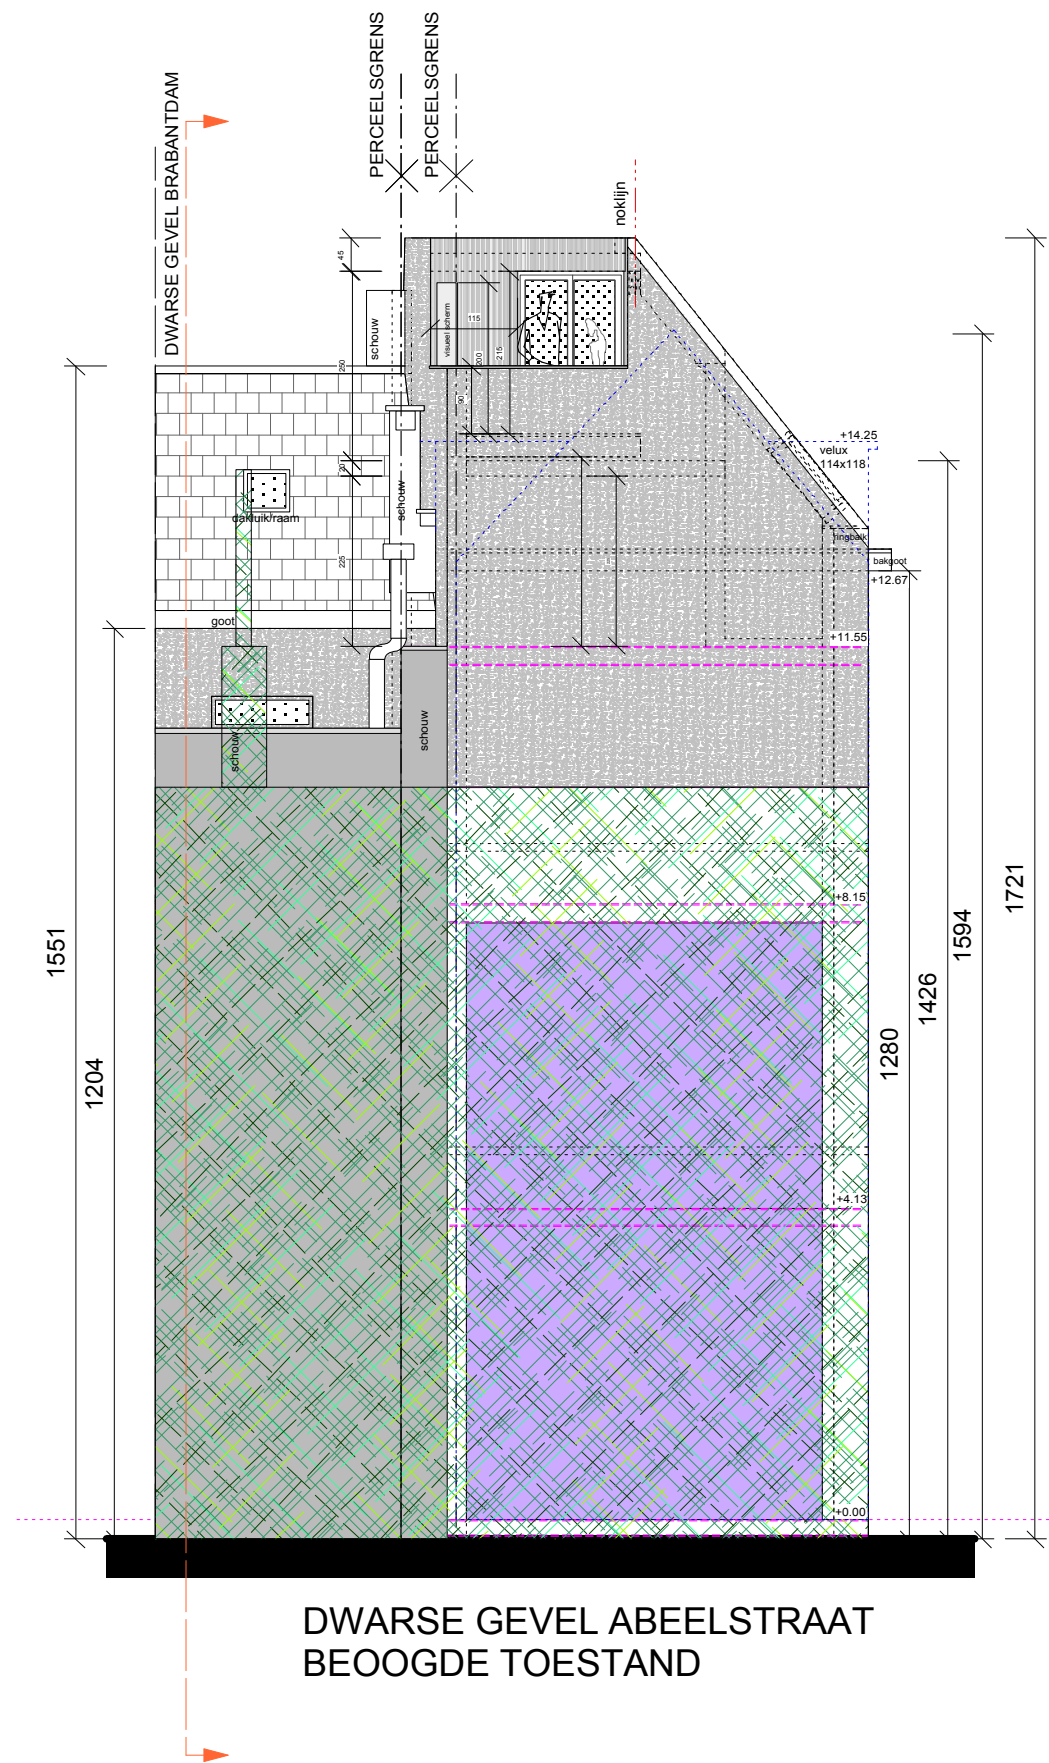 DWARSE GEVEL BRABANTDAM
PERCEELSGRENS
PERCEELSGRENS
noklijn
45
schouw
visueel scherm
115
200
215
250
90
+14.25
velux
114x118
20
schouw
dakluik/raam
ringbalk
bakgoot
+12.67
225
goot
+11.55
schouw
schouw
+8.15
1551
1204
1280
1426
1594
1721
+4.13
+0.00
DWARSE GEVEL ABEELSTRAAT
BEOOGDE TOESTAND